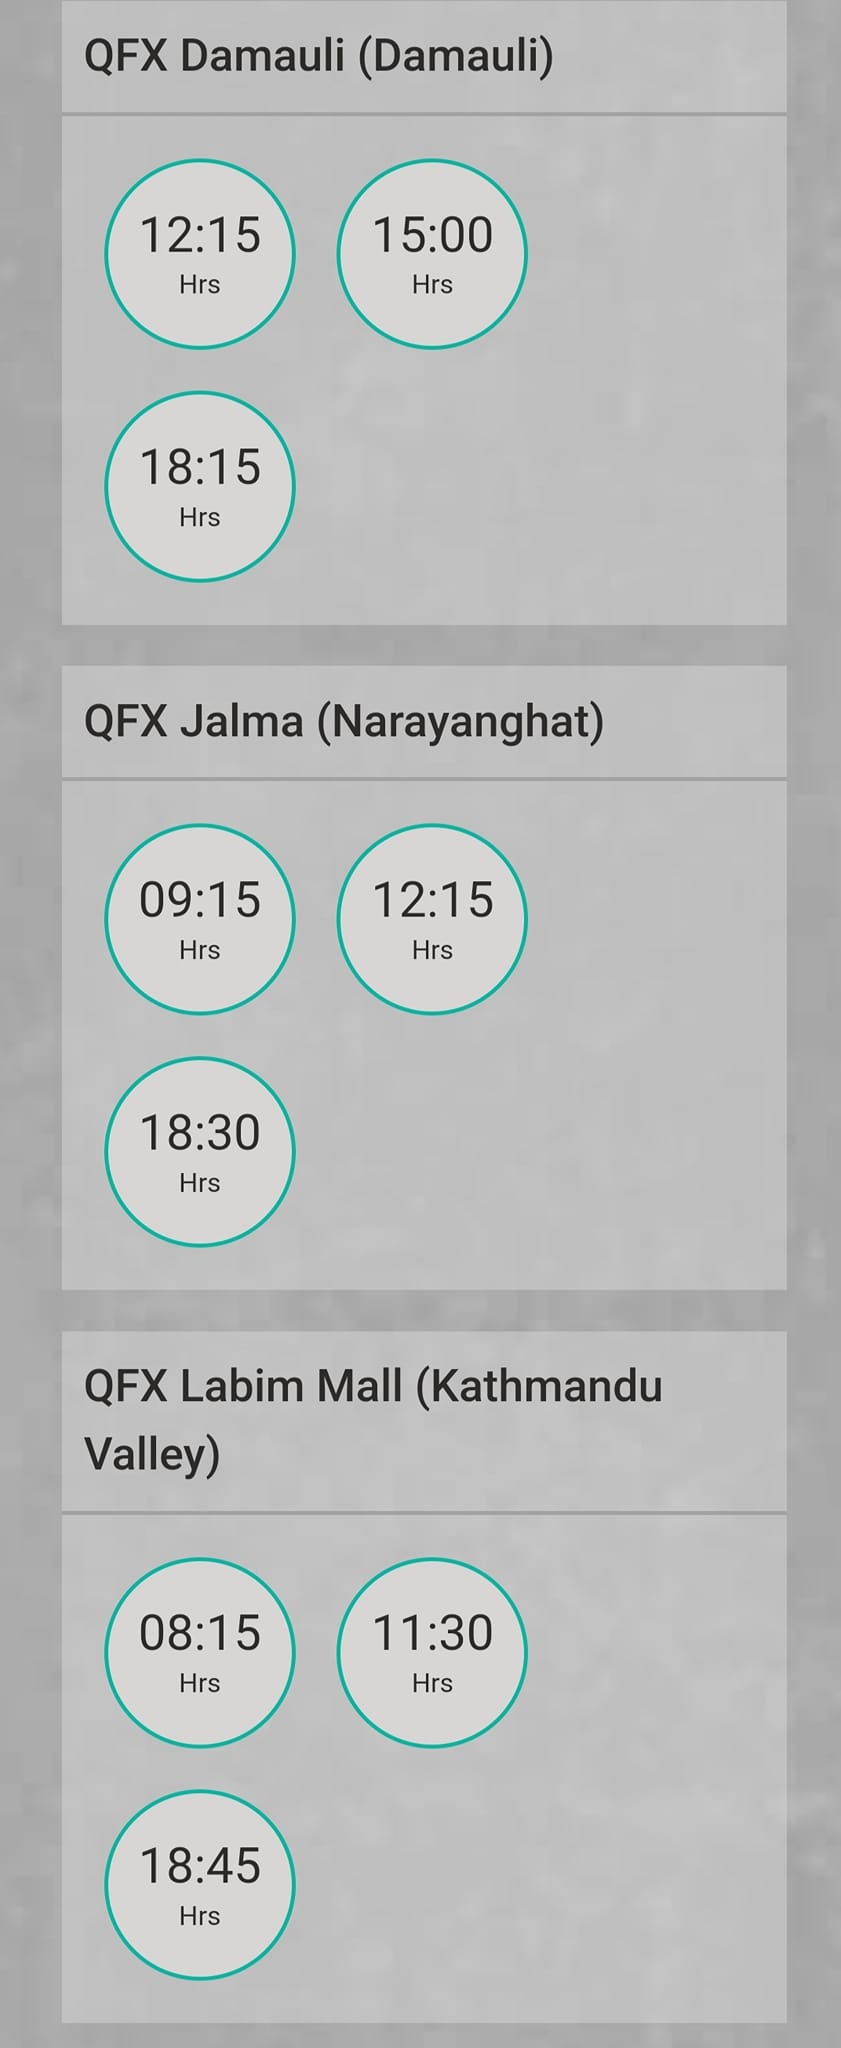 QFX Damauli (Damauli)
12:15 15:00
Hrs Hrs
18:15
Hrs
QFX Jalma (Narayanghat)
09:15 12:15
Hrs Hrs
18:30
Hrs
QFX Labim Mall (Kathmandu
Valley)
08:15 11:30
Hrs Hrs
18:45
Hrs